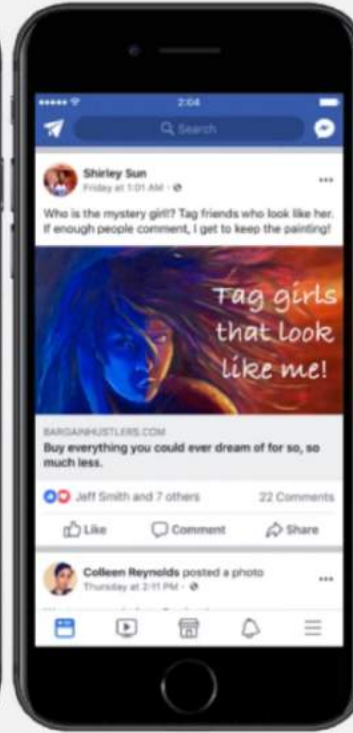 2:04
Search
Shirley Sun
Friday at 1:01 AM
Who is the mystery girl!? Tag friends who look like her.
If enough people comment, I get to keep the painting!
Tag girls
that look
like me!
BARGAINHUSTLERS.COM
Buy everything you could ever dream of for so, so
much less.
Jeff Smith and 7 others 22 Comments
Like Comment Share
Colleen Reynolds posted a photo
Thursday at 2:11 PM